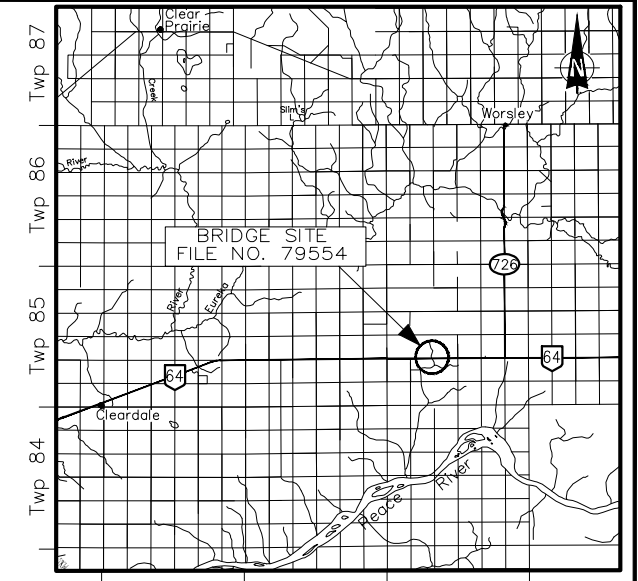 Twp 87
Clear
Prairie
Creek
N
Slim's
L.
Worsley
River
Twp 86
BRIDGE SITE
FILE NO. 79554
726
River
Eureka
Twp 85
64
64
Cleardale
Twp 84
Peace River